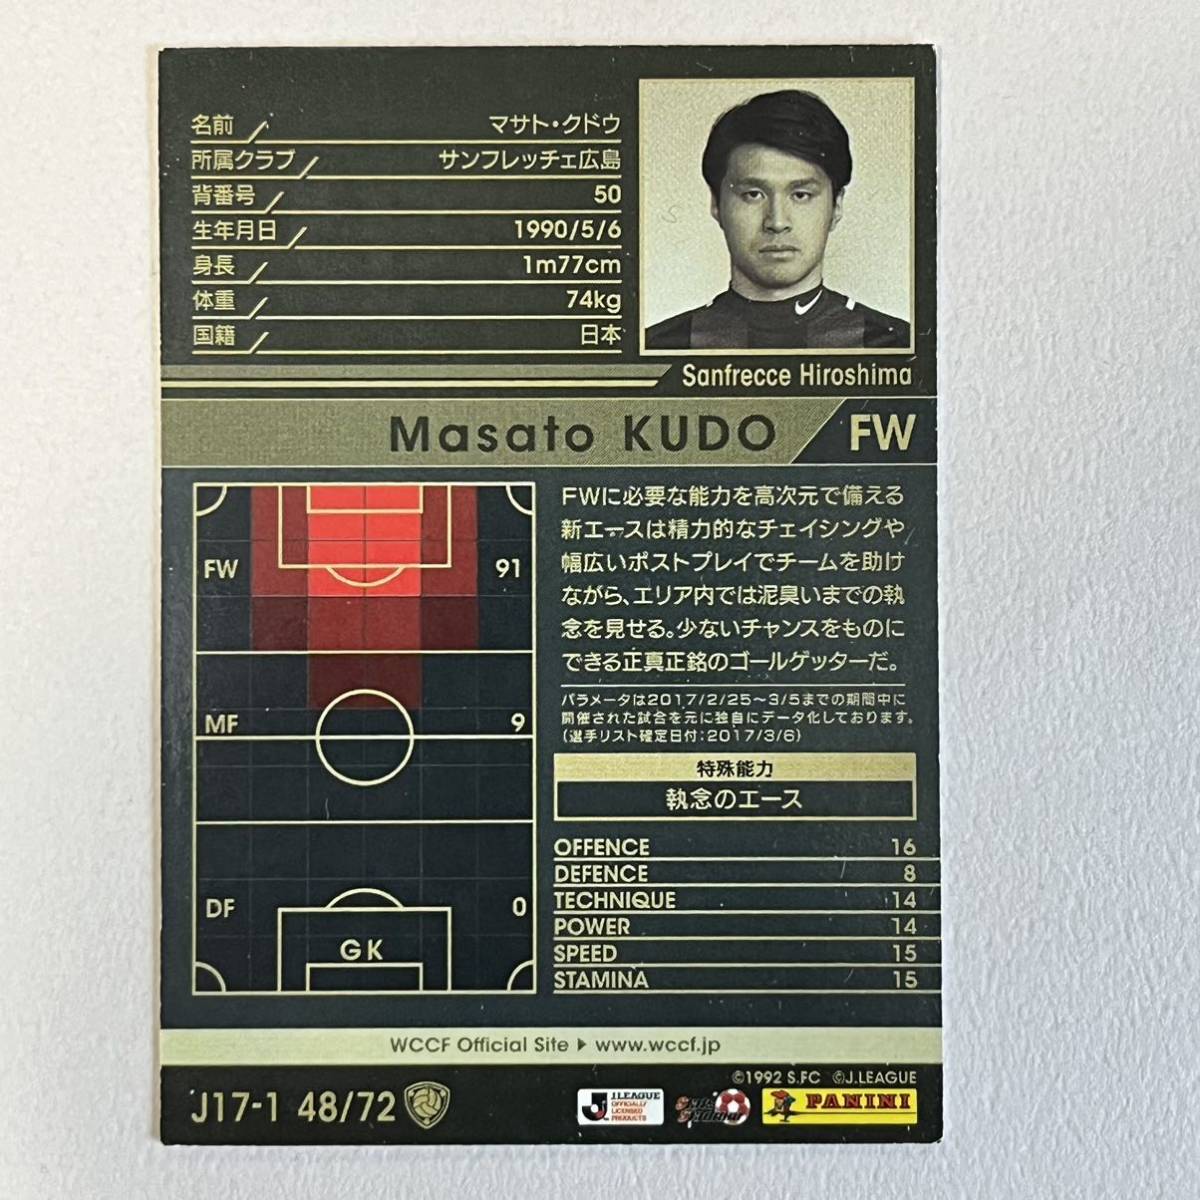 名前 マサト・クドウ
所属クラブ サンフレッチェ広島
背番号 50
生年月日 1990/5/6
身長 1m77cm
体重 74kg
国籍 日本
Sanfrecce Hiroshima
Masato KUDO FW
FW 91
MF 9
DF 0
GK
FWに必要な能力を高次元で備える
新エースは精力的なチェイシングや
幅広いポストプレイでチームを助け
ながら、エリア内では泥臭いまでの執
念を見せる。少ないチャンスをものに
できる正真正銘のゴールゲッターだ。
パラメータは2017/2/25～3/5までの期間中に
開催された試合を元に独自にデータ化しております。
(選手リスト確定日付:2017/3/6)
特殊能力
執念のエース
OFFENCE 16
DEFENCE 8
TECHNIQUE 14
POWER 14
SPEED 15
STAMINA 15
WCCF Official Site ▶ www.wccf.jp
©1992 S.FC ©J.LEAGUE
J17-1 48/72
J.LEAGUE
OFFICIALLY
LICENSED
PRODUCTS
PANINI